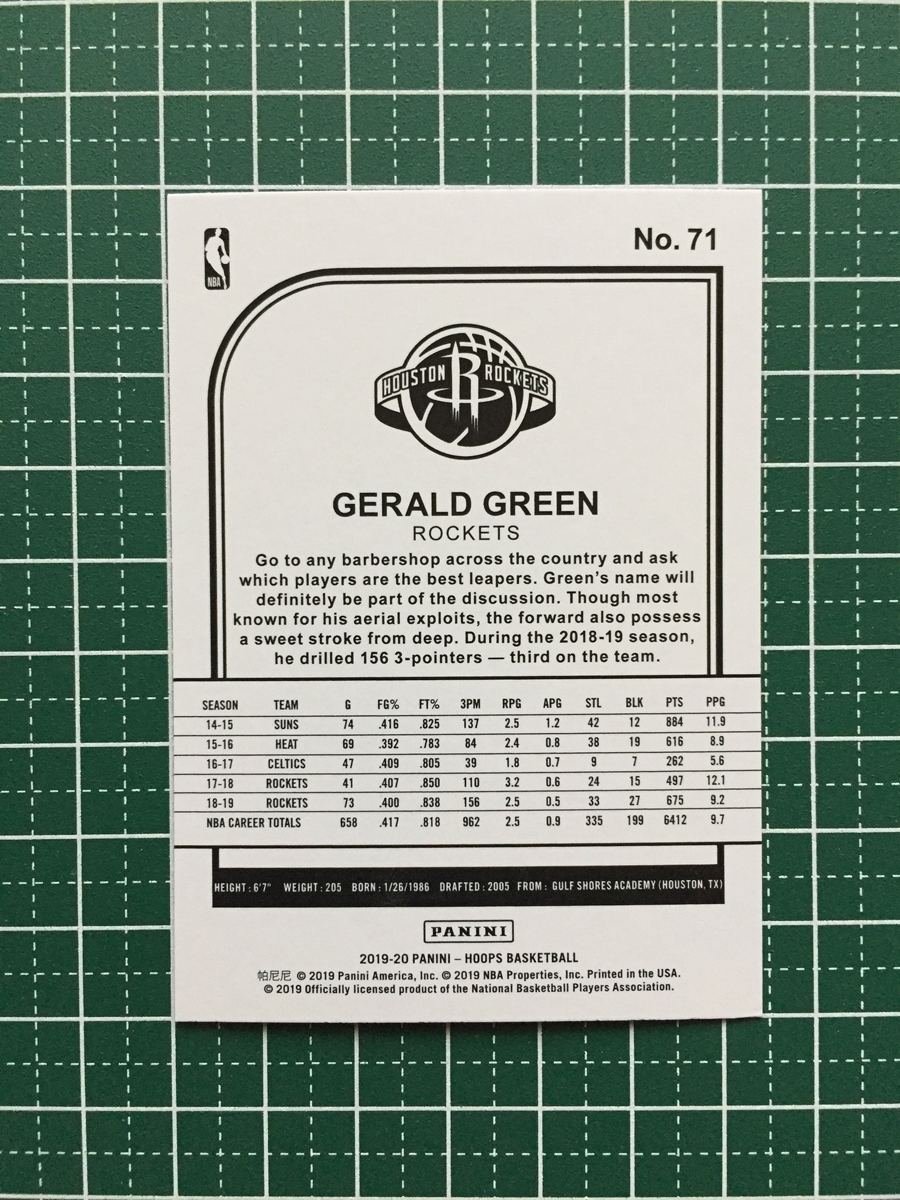 No. 71
NBA
HOUSTON R ROCKETS
GERALD GREEN
ROCKETS
Go to any barbershop across the country and ask
which players are the best leapers. Green's name will
definitely be part of the discussion. Though most
known for his aerial exploits, the forward also possess
a sweet stroke from deep. During the 2018-19 season,
he drilled 156 3-pointers — third on the team.
SEASON TEAM G FG% FT% 3PM RPG APG STL BLK PTS PPG
14-15 SUNS 74 .416 .825 137 2.5 1.2 42 12 884 11.9
15-16 HEAT 69 .392 .783 84 2.4 0.8 38 19 616 8.9
16-17 CELTICS 47 .409 .805 39 1.8 0.7 9 7 262 5.6
17-18 ROCKETS 41 .407 .850 110 3.2 0.6 24 15 497 12.1
18-19 ROCKETS 73 .400 .838 156 2.5 0.5 33 27 675 9.2
NBA CAREER TOTALS 658 .417 .818 962 2.5 0.9 335 199 6412 9.7
HEIGHT: 6'7" WEIGHT: 205 BORN: 1/26/1986 DRAFTED: 2005 FROM: GULF SHORES ACADEMY (HOUSTON, TX)
PANINI
2019-20 PANINI – HOOPS BASKETBALL
帕尼尼 © 2019 Panini America, Inc. © 2019 NBA Properties, Inc. Printed in the USA.
© 2019 Officially licensed product of the National Basketball Players Association.